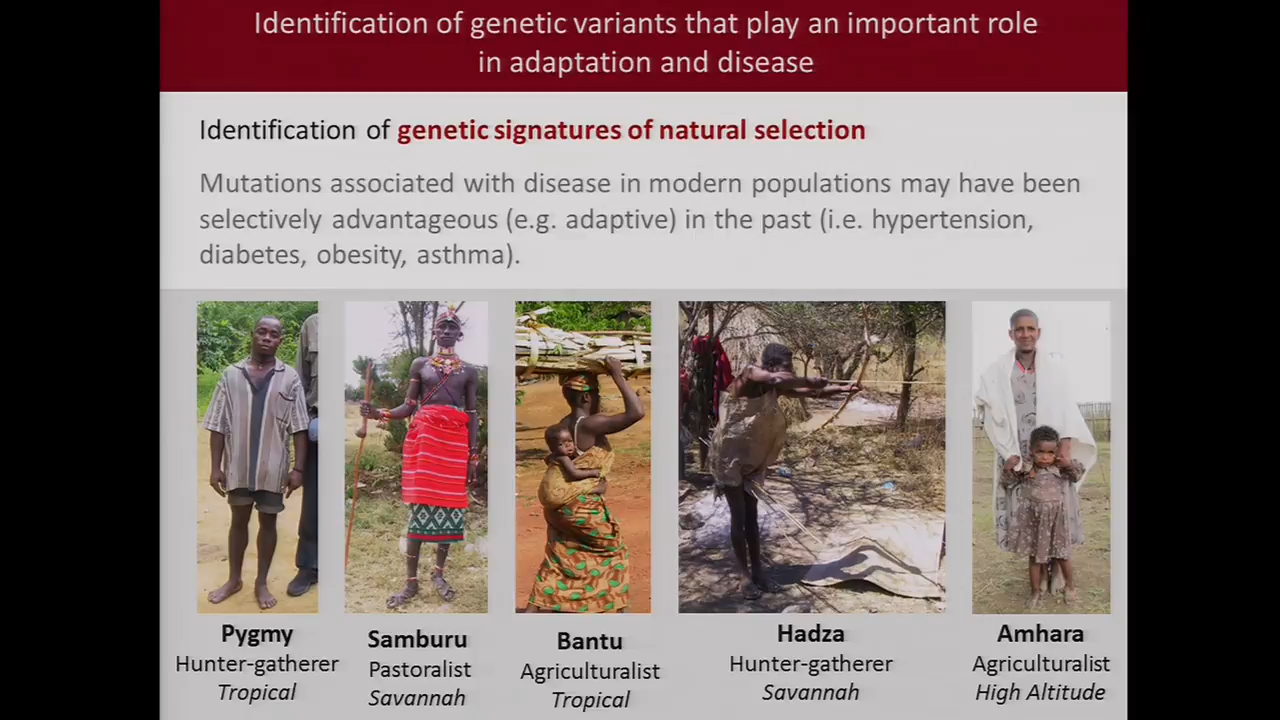 Identification of genetic variants that play an important role
in adaptation and disease
Identification of genetic signatures of natural selection
Mutations associated with disease in modern populations may have been
selectively advantageous (e.g. adaptive) in the past (i.e. hypertension,
diabetes, obesity, asthma).
Pygmy
Hunter-gatherer
Tropical
Samburu
Pastoralist
Savannah
Bantu
Agriculturalist
Tropical
Hadza
Hunter-gatherer
Savannah
Amhara
Agriculturalist
High Altitude